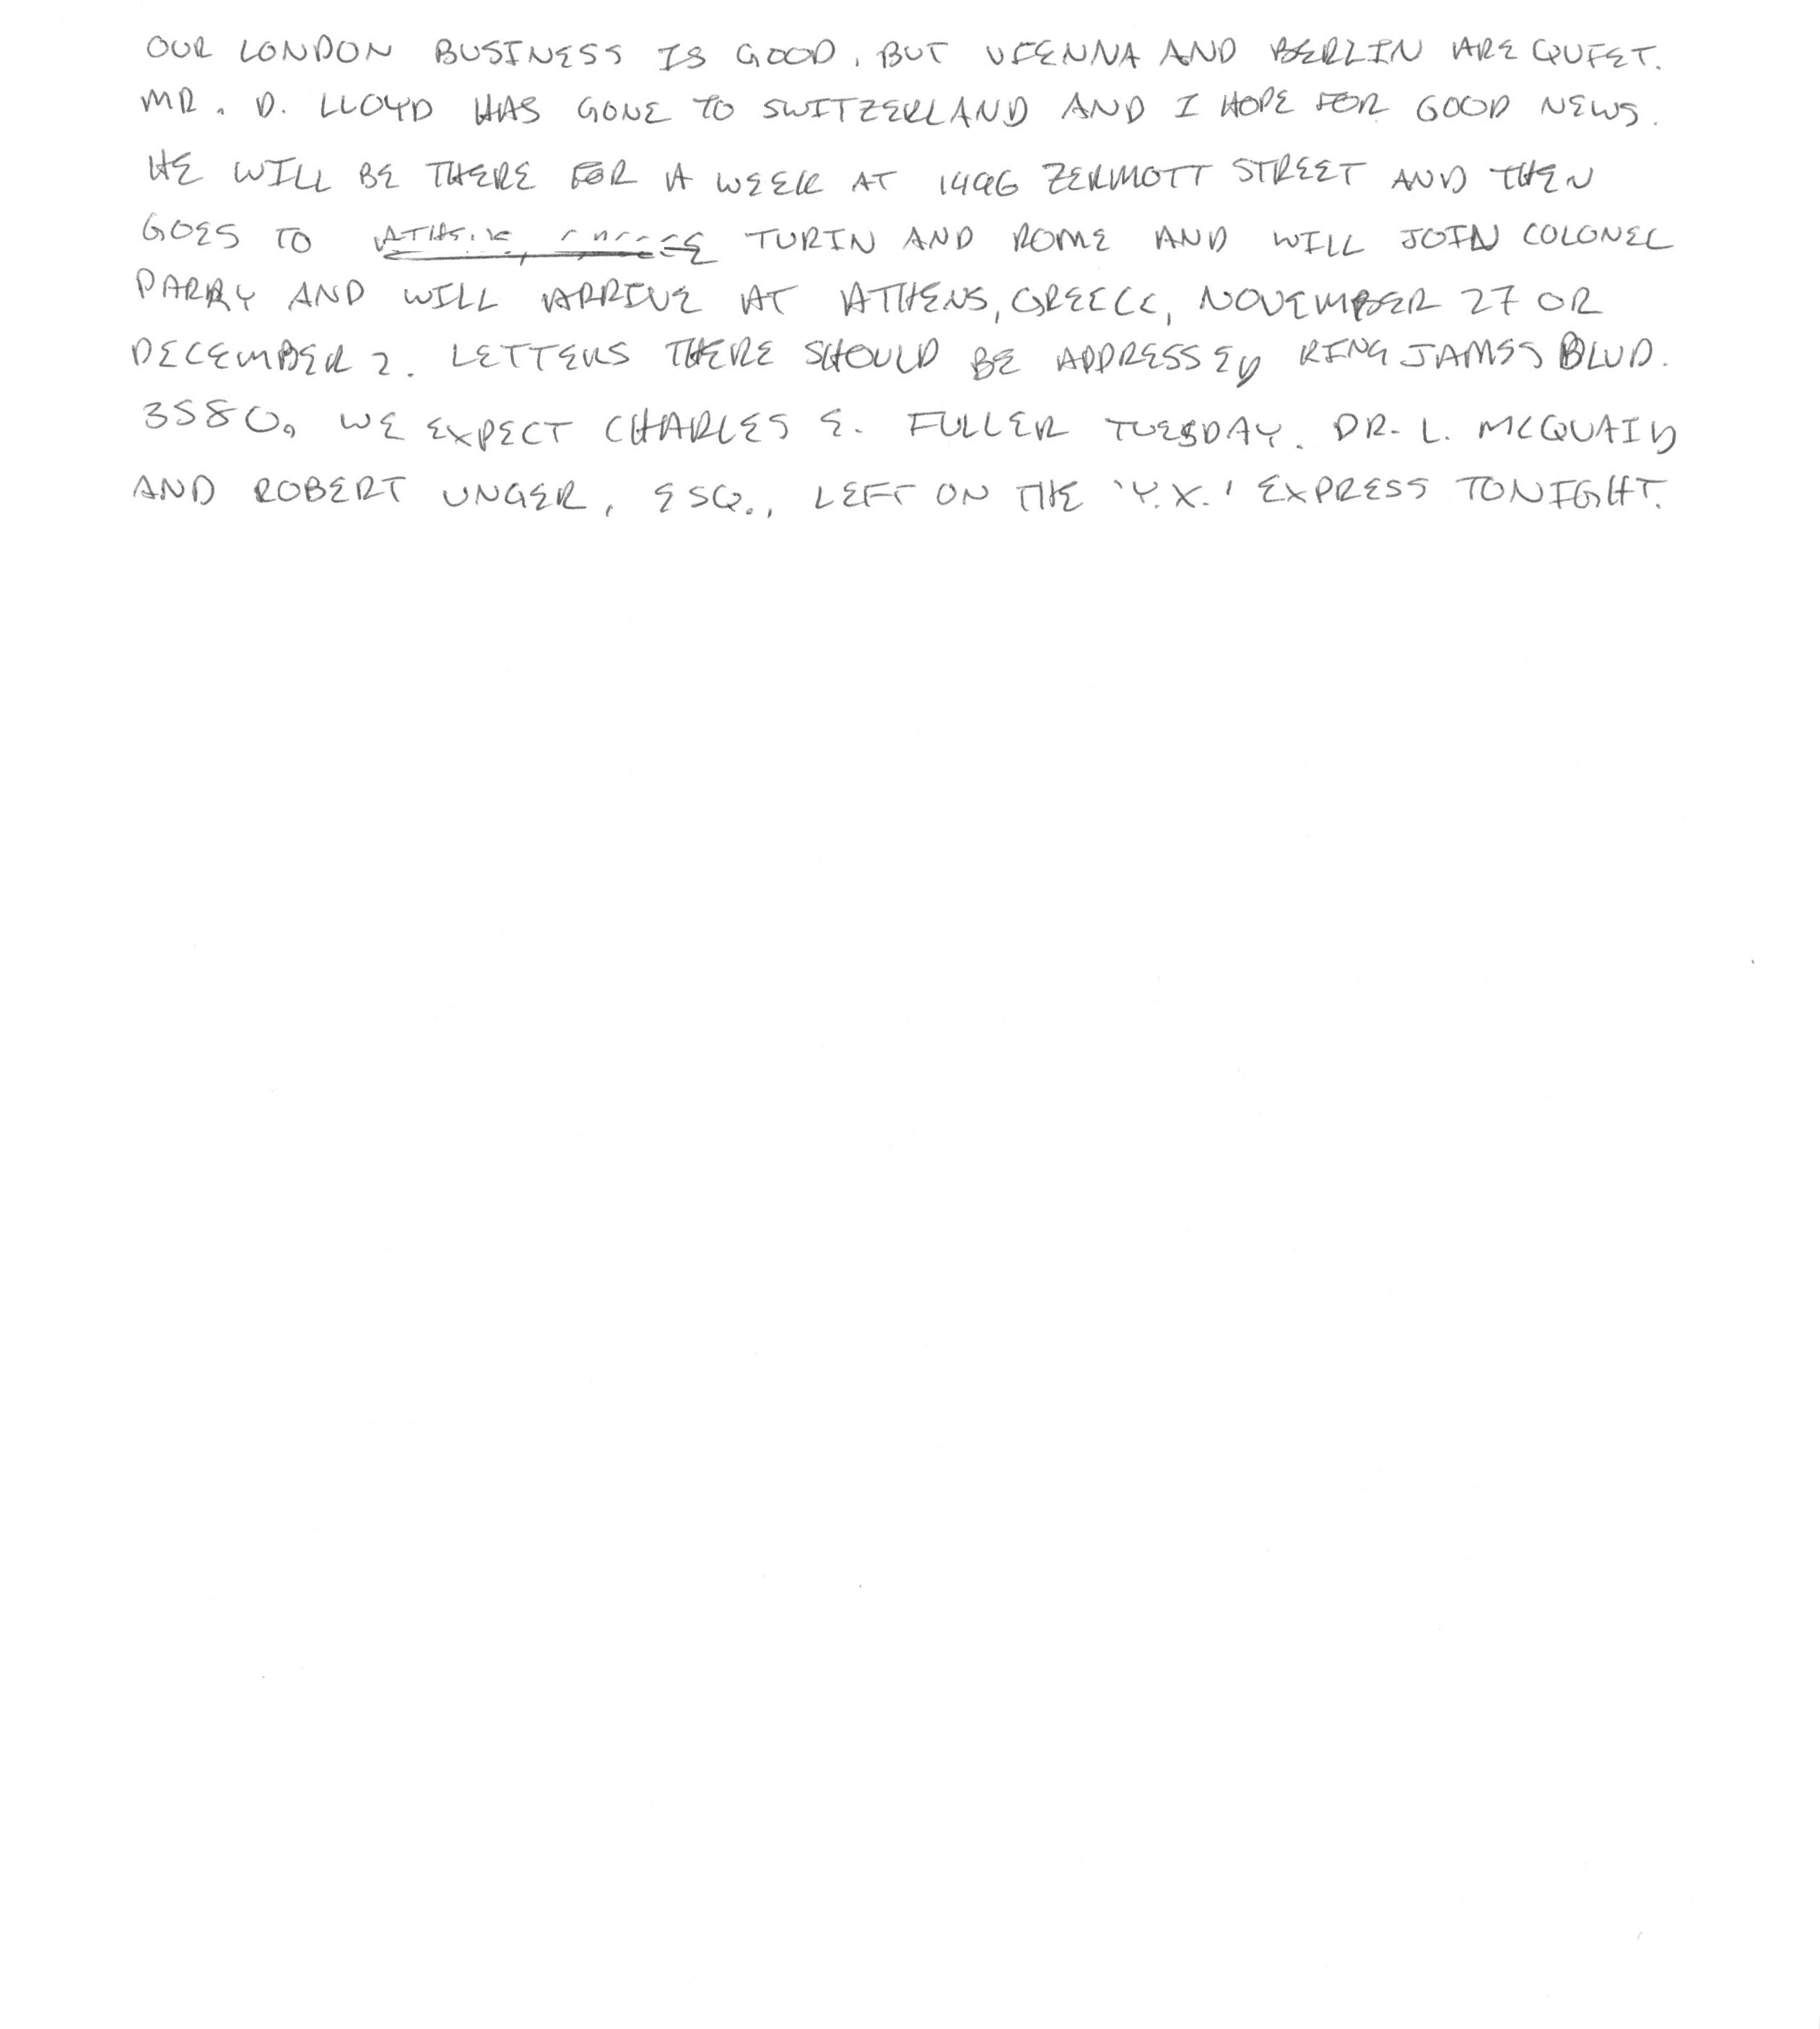 OUR LONDON BUSINESS IS GOOD, BUT VIENNA AND BERLIN ARE QUIET.
MR. D. LLOYD HAS GONE TO SWITZERLAND AND I HOPE FOR GOOD NEWS.
HE WILL BE THERE FOR A WEEK AT 1496 ZERMOTT STREET AND THEN
GOES TO TURIN AND ROME AND WILL JOIN COLONEL
PARRY AND WILL ARRIVE AT ATHENS, GREECE, NOVEMBER 27 OR
DECEMBER 2. LETTERS THERE SHOULD BE ADDRESSED KING JAMES BLVD.
3580. WE EXPECT CHARLES E. FULLER TUESDAY. DR. L. MCQUAID
AND ROBERT UNGER, ESQ., LEFT ON THE 'Y.X.' EXPRESS TONIGHT.